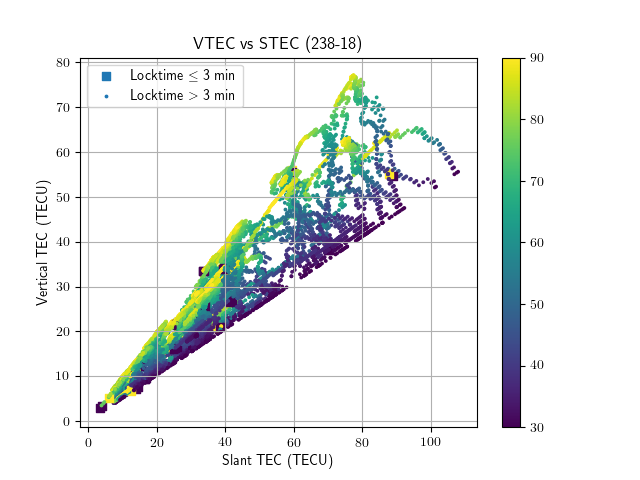 VTEC vs STEC (238-18)
Locktime ≤ 3 min
Locktime > 3 min
80
70
60
50
40
30
20
10
0
Vertical TEC (TECU)
0 20 40 60 80 100
Slant TEC (TECU)
90
80
70
60
50
40
30